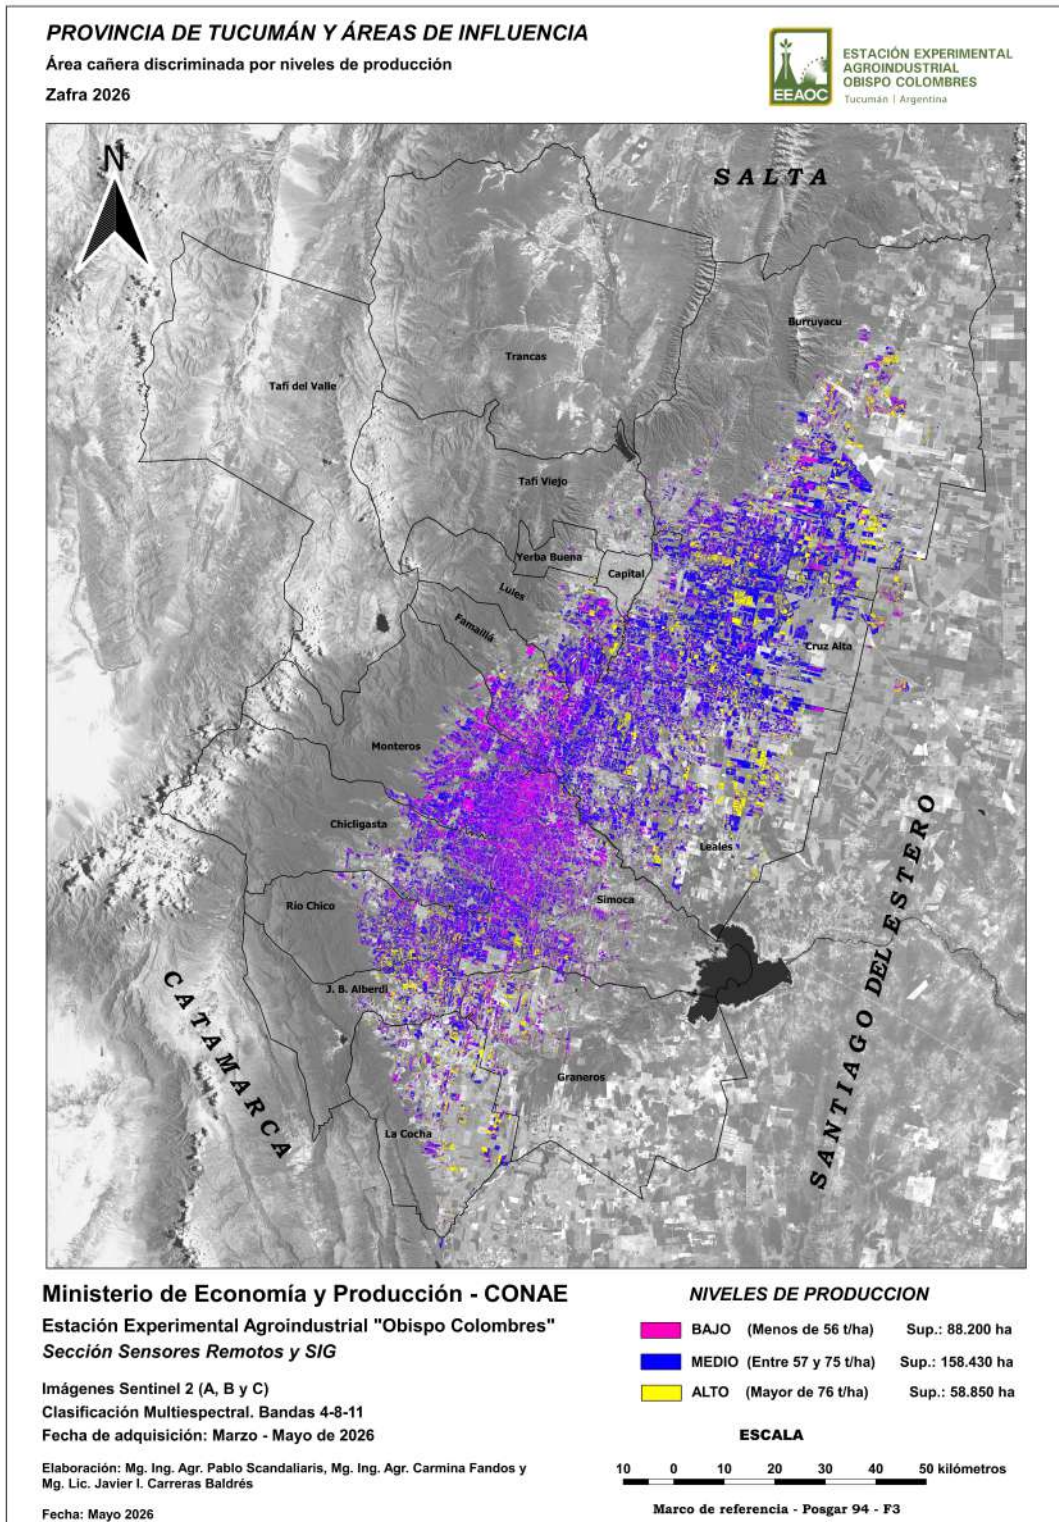 PROVINCIA DE TUCUMÁN Y ÁREAS DE INFLUENCIA
Área cañera discriminada por niveles de producción
Zafra 2026
EEAOC
ESTACIÓN EXPERIMENTAL
AGROINDUSTRIAL
OBISPO COLOMBRES
Tucumán | Argentina
N
SALTA
Burruyacu
Trancas
Tafí del Valle
Tafí Viejo
Yerba Buena
Capital
Lules
Famaillá
Cruz Alta
Monteros
Chicligasta
Leales
Río Chico
Simoca
J. B. Alberdi
Graneros
La Cocha
CATAMARCA
SANTIAGO DEL ESTERO
Ministerio de Economía y Producción - CONAE
Estación Experimental Agroindustrial "Obispo Colombres"
Sección Sensores Remotos y SIG
Imágenes Sentinel 2 (A, B y C)
Clasificación Multiespectral. Bandas 4-8-11
Fecha de adquisición: Marzo - Mayo de 2026
Elaboración: Mg. Ing. Agr. Pablo Scandaliaris, Mg. Ing. Agr. Carmina Fandos y
Mg. Lic. Javier I. Carreras Baldrés
Fecha: Mayo 2026
NIVELES DE PRODUCCION
BAJO (Menos de 56 t/ha) Sup.: 88.200 ha
MEDIO (Entre 57 y 75 t/ha) Sup.: 158.430 ha
ALTO (Mayor de 76 t/ha) Sup.: 58.850 ha
ESCALA
10 0 10 20 30 40 50 kilómetros
Marco de referencia - Posgar 94 - F3